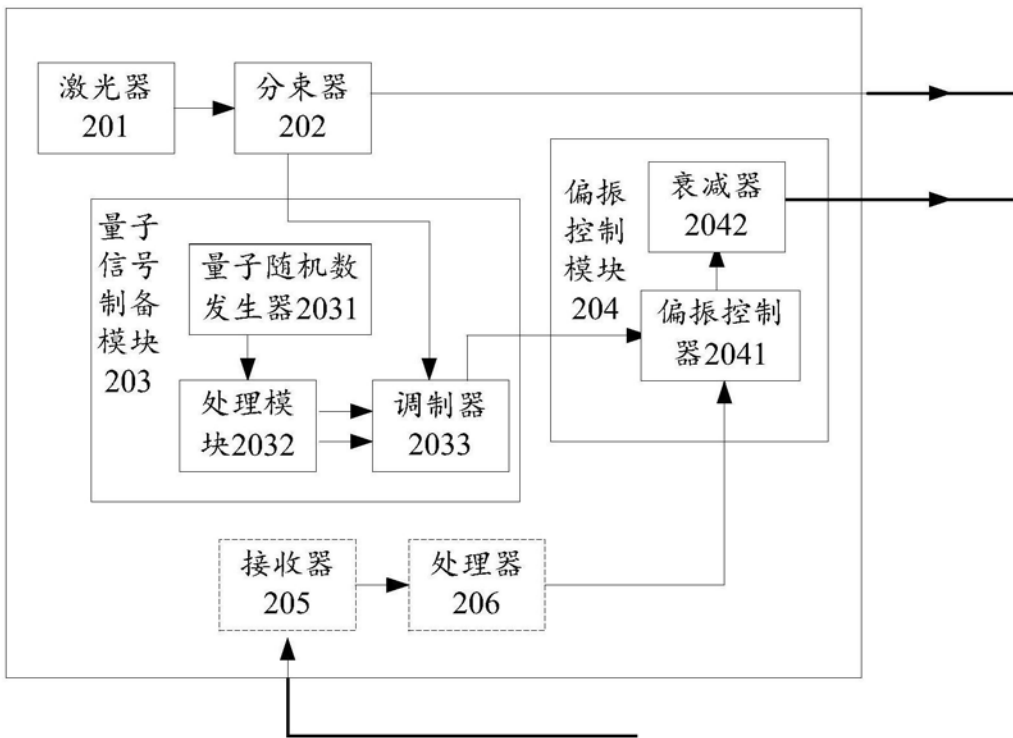 激光器
201
分束器
202
量子
信号
制备
模块
203
量子随机数
发生器2031
处理模
块2032
调制器
2033
偏振
控制
模块
204
衰减器
2042
偏振控制
器2041
接收器
205
处理器
206